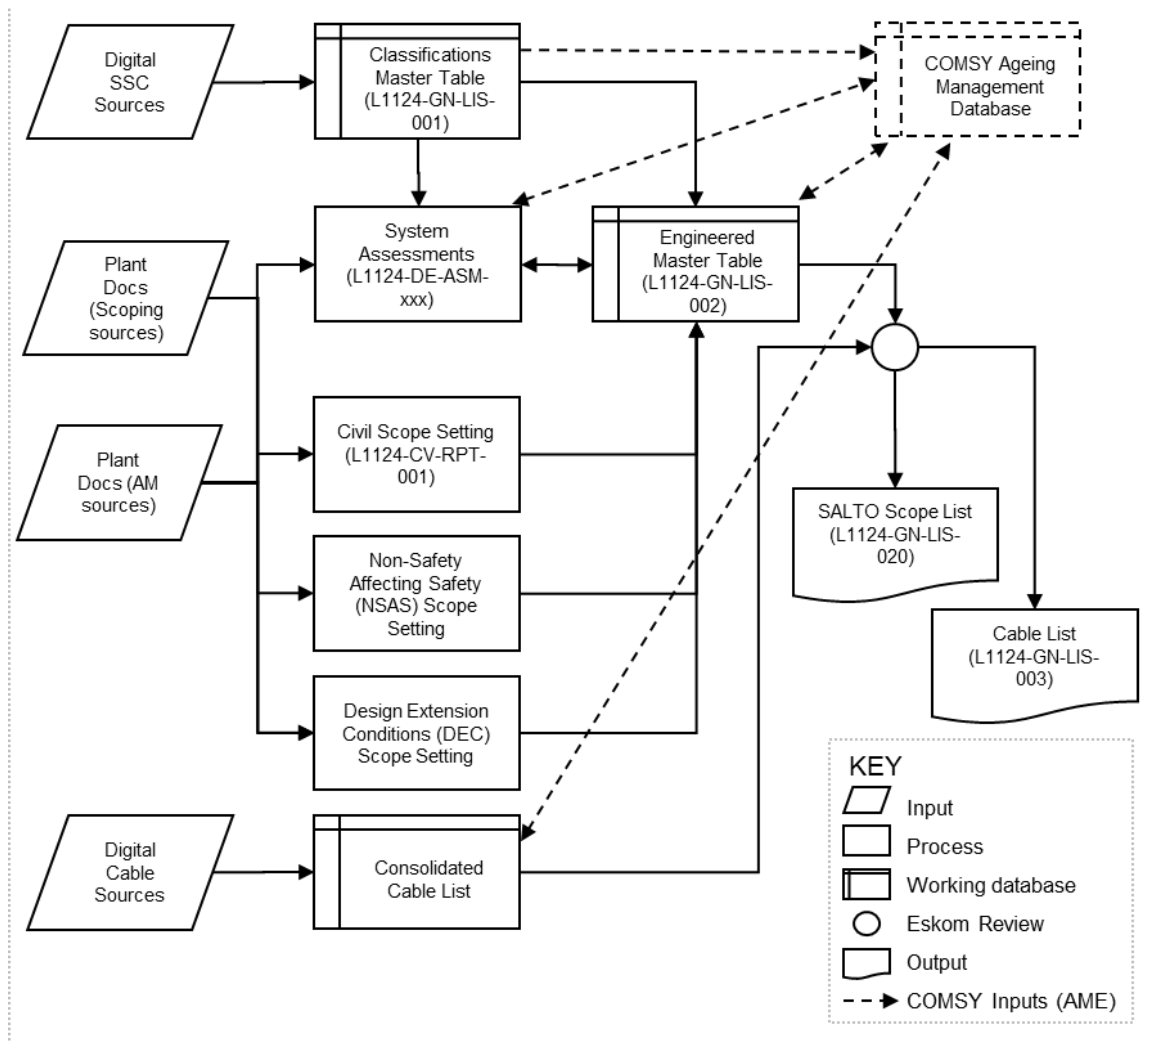 Digital
SSC
Sources
Classifications
Master Table
(L1124-GN-LIS-
001)
COMSY Ageing
Management
Database
Plant
Docs
(Scoping
sources)
System
Assessments
(L1124-DE-ASM-
xxx)
Engineered
Master Table
(L1124-GN-LIS-
002)
Plant
Docs (AM
sources)
Civil Scope Setting
(L1124-CV-RPT-
001)
SALTO Scope List
(L1124-GN-LIS-
020)
Non-Safety
Affecting Safety
(NSAS) Scope
Setting
Cable List
(L1124-GN-LIS-
003)
Design Extension
Conditions (DEC)
Scope Setting
Digital
Cable
Sources
Consolidated
Cable List
KEY
Input
Process
Working database
Eskom Review
Output
COMSY Inputs (AME)